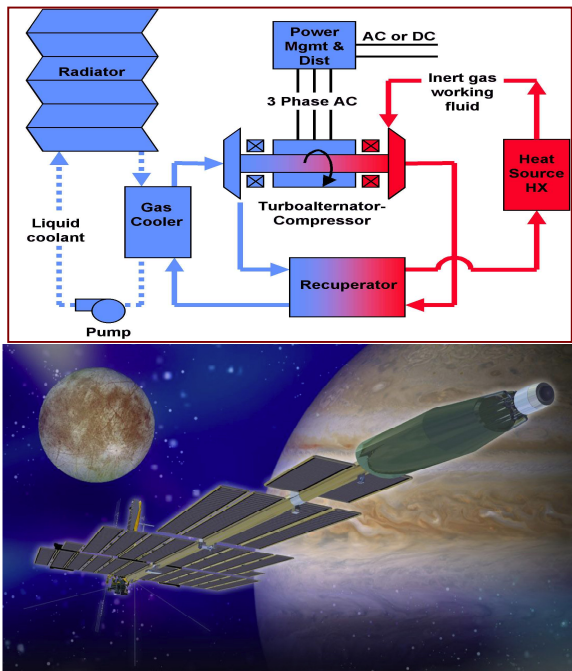 Power
Mgmt &
Dist
AC or DC
Radiator
3 Phase AC
Inert gas
working
fluid
Heat
Source
HX
Gas
Cooler
Turboalternator-
Compressor
Liquid
coolant
Recuperator
Pump